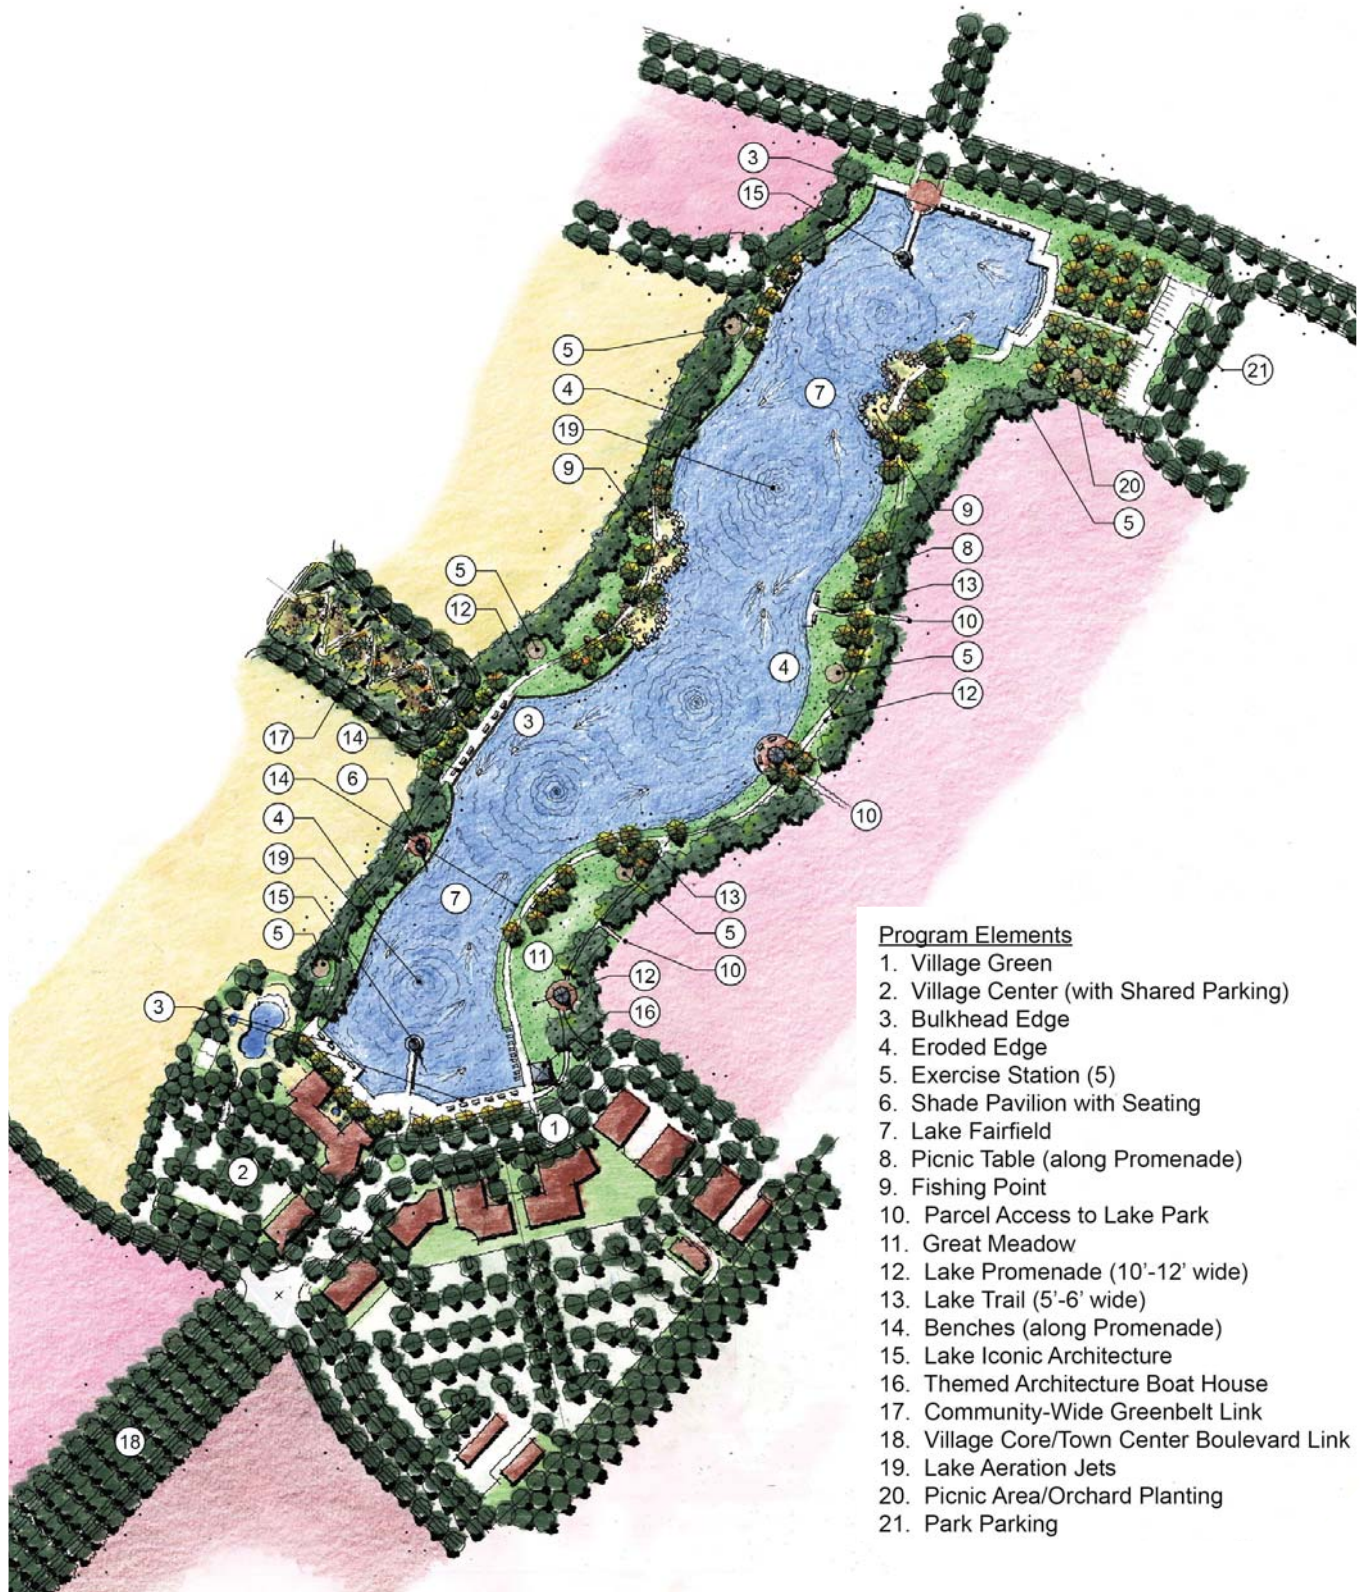 3
15
5
4
7
21
19
9
20
9
5
8
5
13
12
10
4
5
3
12
17
14
14
6
10
4
19
7
13
15
5
5
11
10
3
12
16
1
2
18
Program Elements
1. Village Green
2. Village Center (with Shared Parking)
3. Bulkhead Edge
4. Eroded Edge
5. Exercise Station (5)
6. Shade Pavilion with Seating
7. Lake Fairfield
8. Picnic Table (along Promenade)
9. Fishing Point
10. Parcel Access to Lake Park
11. Great Meadow
12. Lake Promenade (10’-12’ wide)
13. Lake Trail (5’-6’ wide)
14. Benches (along Promenade)
15. Lake Iconic Architecture
16. Themed Architecture Boat House
17. Community-Wide Greenbelt Link
18. Village Core/Town Center Boulevard Link
19. Lake Aeration Jets
20. Picnic Area/Orchard Planting
21. Park Parking